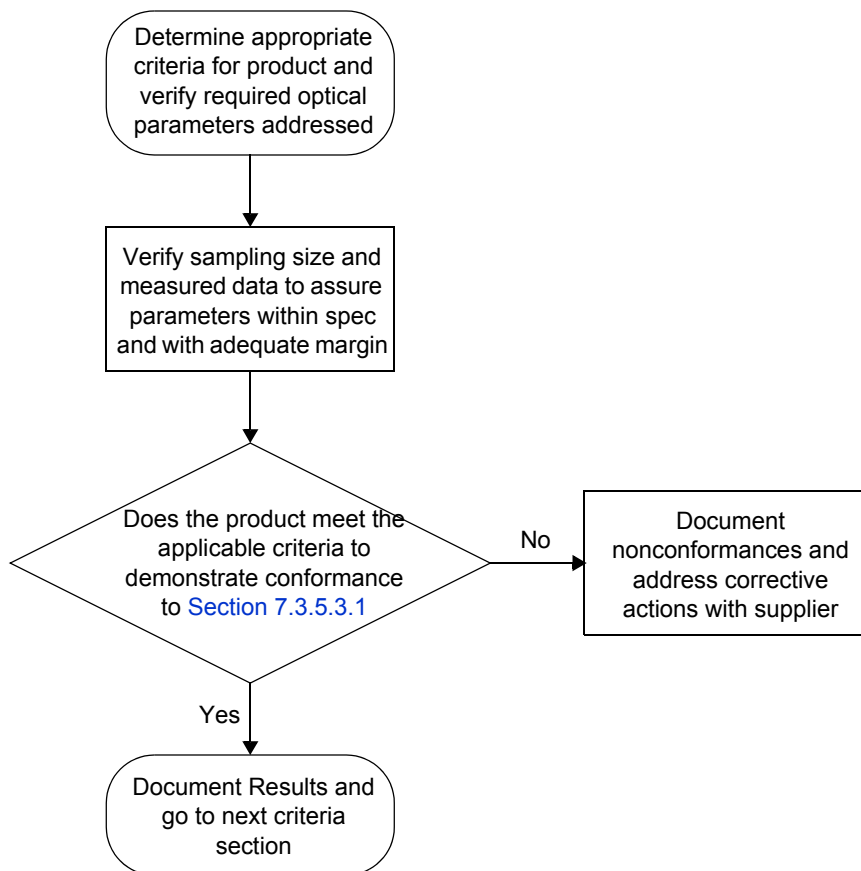 Determine appropriate
criteria for product and
verify required optical
parameters addressed
Verify sampling size and
measured data to assure
parameters within spec
and with adequate margin
Does the product meet the
applicable criteria to
demonstrate conformance
to Section 7.3.5.3.1
No
Document
nonconformances and
address corrective
actions with supplier
Yes
Document Results and
go to next criteria
section